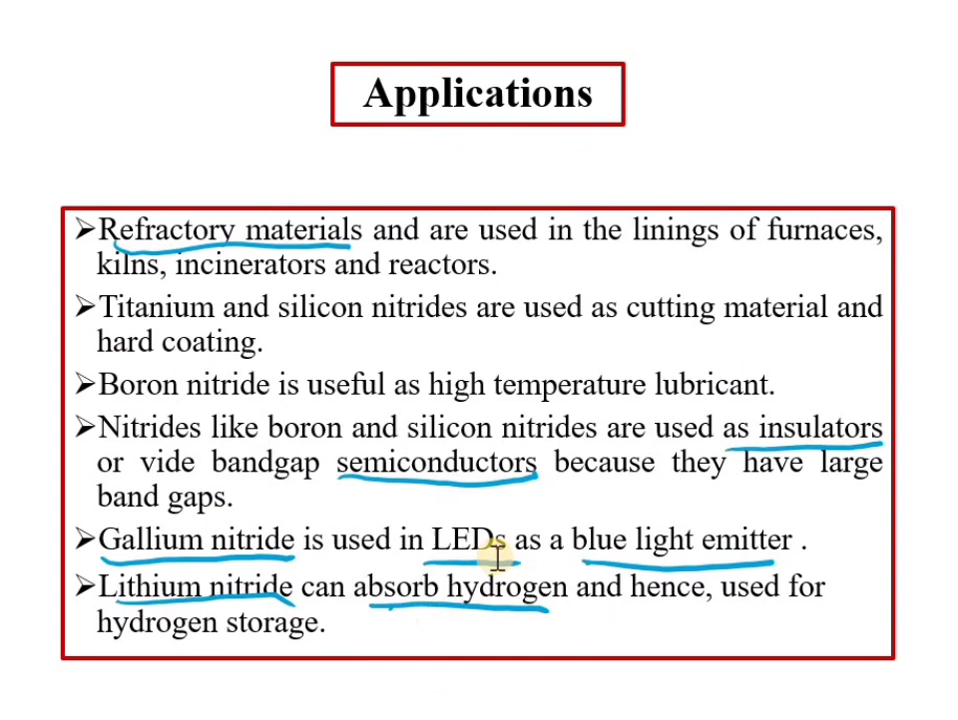 Applications
➢Refractory materials and are used in the linings of furnaces,
kilns, incinerators and reactors.
➢Titanium and silicon nitrides are used as cutting material and
hard coating.
➢Boron nitride is useful as high temperature lubricant.
➢Nitrides like boron and silicon nitrides are used as insulators
or vide bandgap semiconductors because they have large
band gaps.
➢Gallium nitride is used in LEDs as a blue light emitter .
➢Lithium nitride can absorb hydrogen and hence, used for
hydrogen storage.